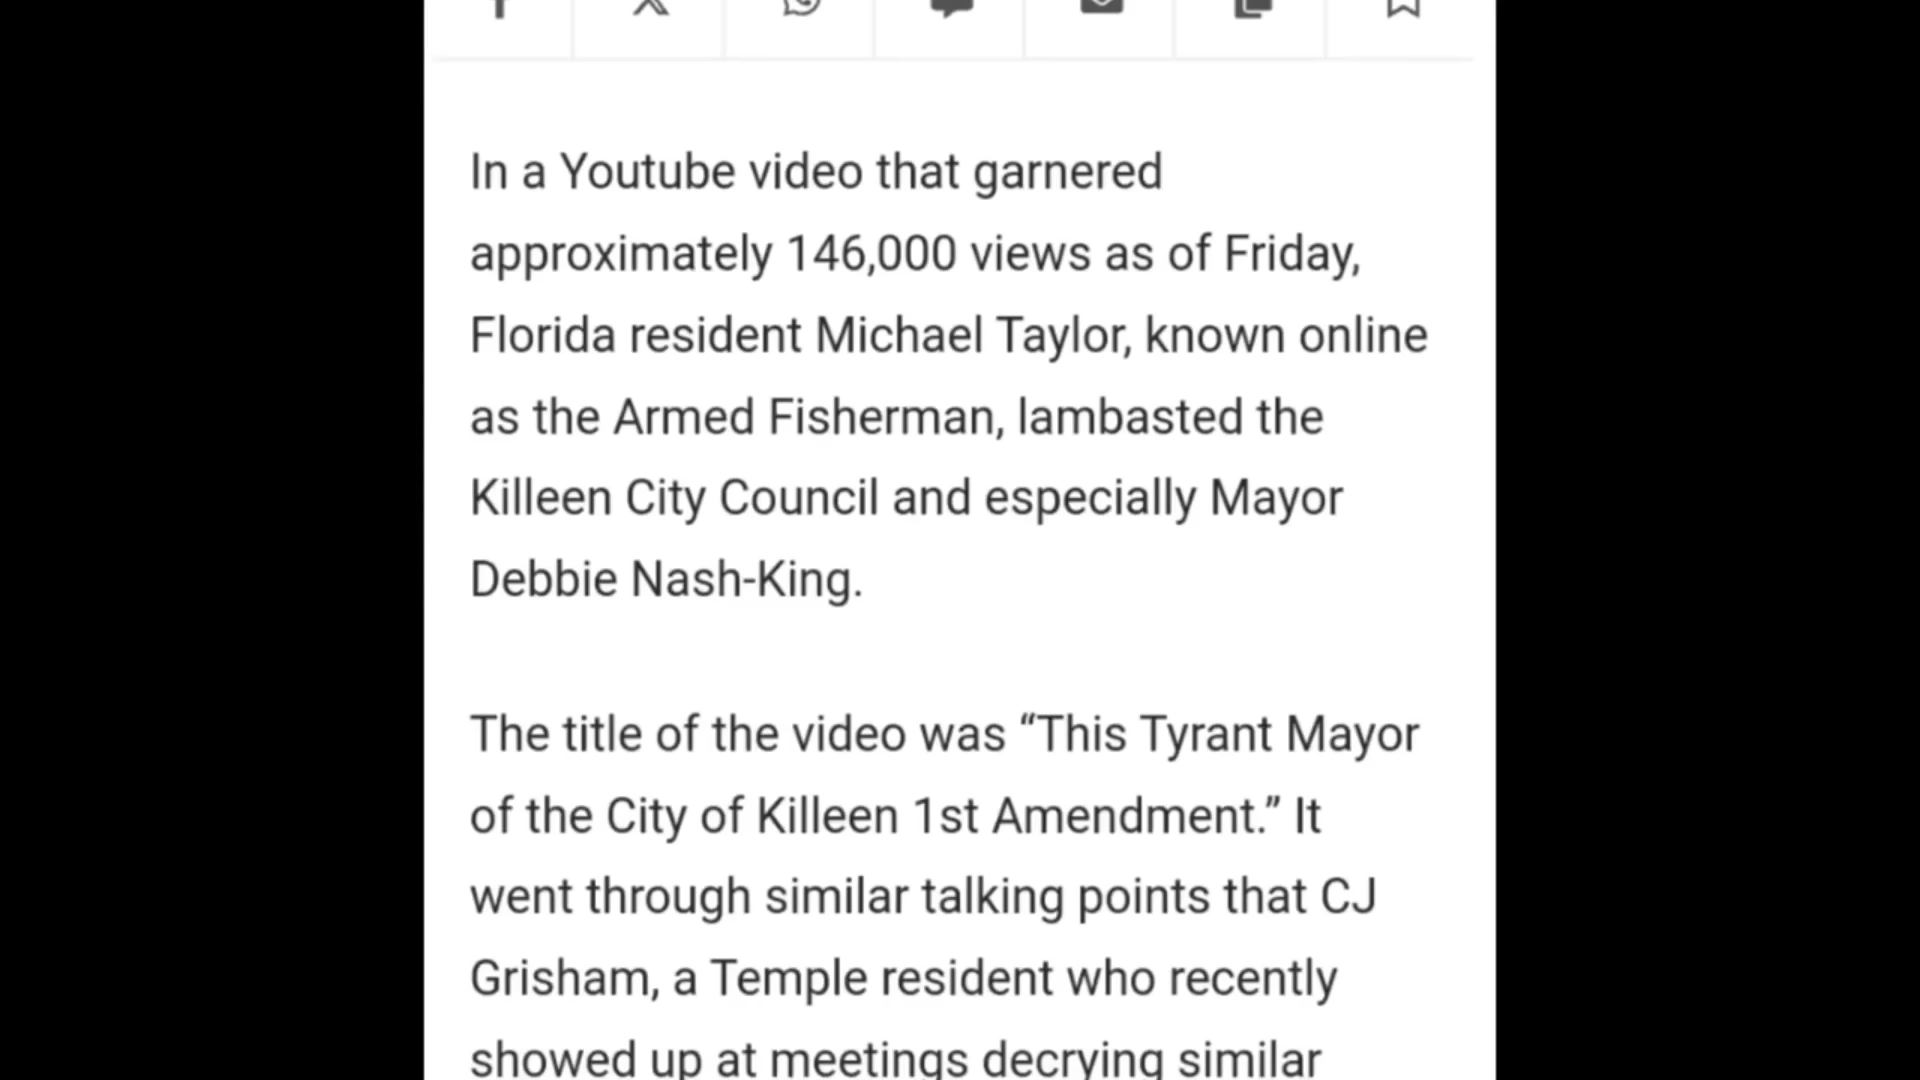 In a Youtube video that garnered
approximately 146,000 views as of Friday,
Florida resident Michael Taylor, known online
as the Armed Fisherman, lambasted the
Killeen City Council and especially Mayor
Debbie Nash-King.
The title of the video was “This Tyrant Mayor
of the City of Killeen 1st Amendment.” It
went through similar talking points that CJ
Grisham, a Temple resident who recently
showed up at meetings decrying similar